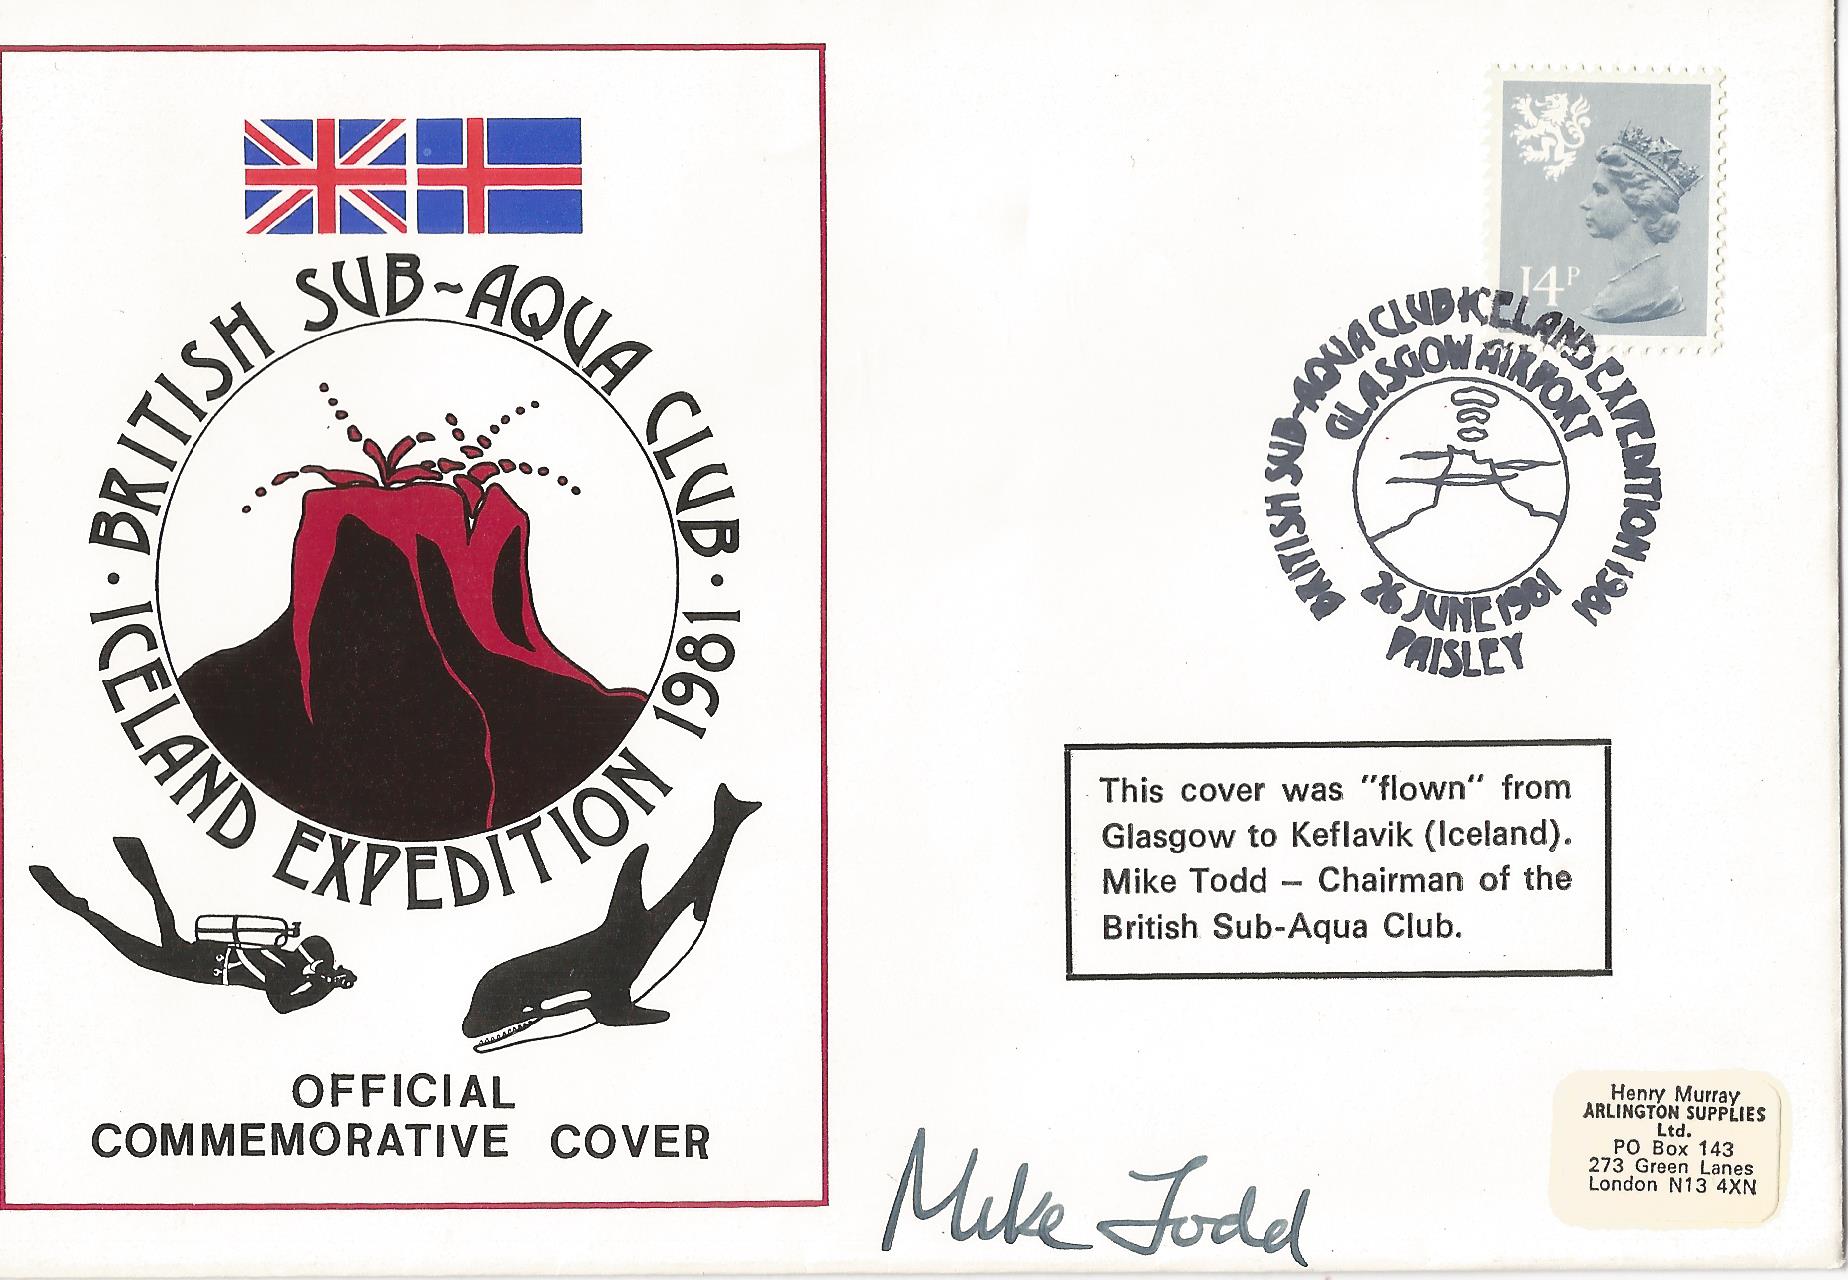 BRITISH SUB-AQUA CLUB
ICELAND EXPEDITION 1981
OFFICIAL
COMMEMORATIVE COVER
14P
BRITISH SUB-AQUA CLUB ICELAND EXPEDITION 1981
GLASGOW AIRPORT
26 JUNE 1981
PAISLEY
This cover was "flown" from
Glasgow to Keflavik (Iceland).
Mike Todd – Chairman of the
British Sub-Aqua Club.
Mike Todd
Henry Murray
ARLINGTON SUPPLIES
Ltd.
PO Box 143
273 Green Lanes
London N13 4XN